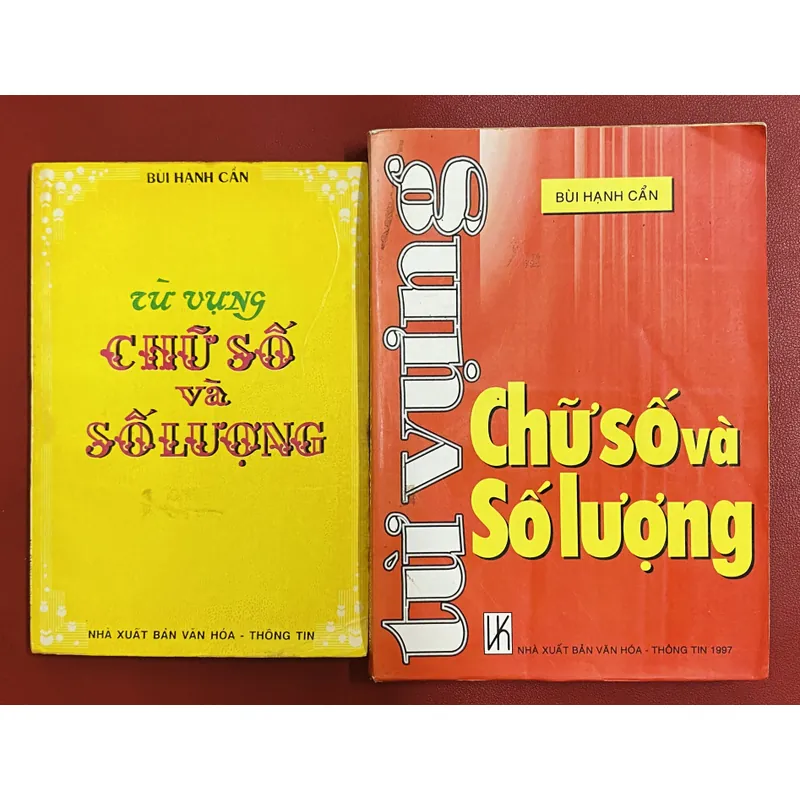 BÙI HẠNH CẨN
TỪ VỰNG
CHỮ SỐ
và
SỐ LƯỢNG
NHÀ XUẤT BẢN VĂN HÓA - THÔNG TIN
Từ vựng
BÙI HẠNH CẨN
Chữ số và
Số lượng
VK
NHÀ XUẤT BẢN VĂN HÓA - THÔNG TIN 1997